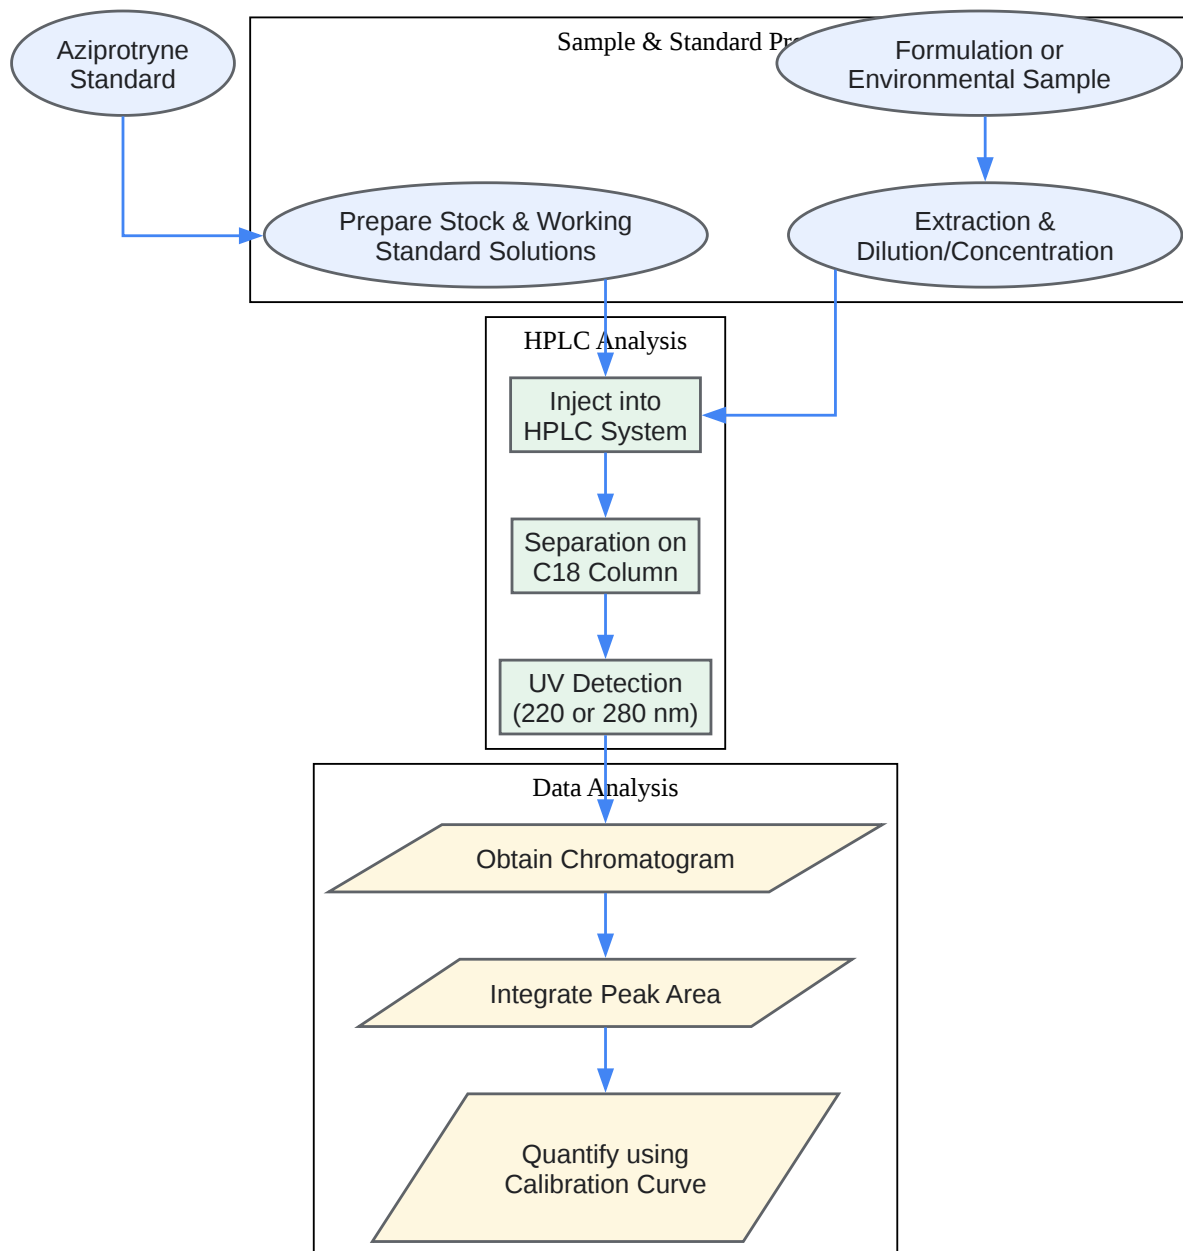 Aziprotryne
Standard
Sample & Standard
Formulation or
Environmental Sample
Prepare Stock & Working
Standard Solutions
Extraction &
Dilution/Concentration
HPLC Analysis
Inject into
HPLC System
Separation on
C18 Column
UV Detection
(220 or 280 nm)
Data Analysis
Obtain Chromatogram
Integrate Peak Area
Quantify using
Calibration Curve